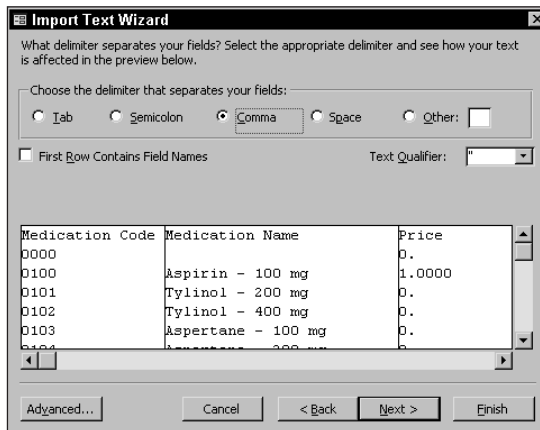 Import Text Wizard
What delimiter separates your fields? Select the appropriate delimiter and see how your text
is affected in the preview below.
Choose the delimiter that separates your fields:
Tab Semicolon Comma Space Other:
First Row Contains Field Names Text Qualifier: "
Medication Code Medication Name Price
0000 0.
0100 Aspirin - 100 mg 1.0000
0101 Tylinol - 200 mg 0.
0102 Tylinol - 400 mg 0.
0103 Aspertane - 100 mg 0.
Advanced... Cancel < Back Next > Finish